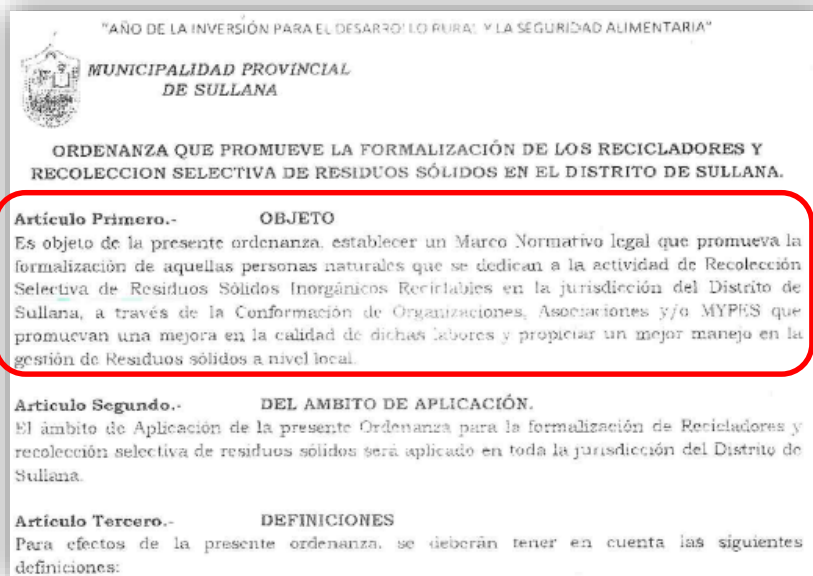 "AÑO DE LA INVERSIÓN PARA EL DESARROLLO RURAL Y LA SEGURIDAD ALIMENTARIA"
MUNICIPALIDAD PROVINCIAL
DE SULLANA
ORDENANZA QUE PROMUEVE LA FORMALIZACIÓN DE LOS RECICLADORES Y
RECOLECCION SELECTIVA DE RESIDUOS SÓLIDOS EN EL DISTRITO DE SULLANA.
Artículo Primero.- OBJETO
Es objeto de la presente ordenanza, establecer un Marco Normativo legal que promueva la
formalización de aquellas personas naturales que se dedican a la actividad de Recolección
Selectiva de Residuos Sólidos Inorgánicos Reciclables en la jurisdicción del Distrito de
Sullana, a través de la Conformación de Organizaciones, Asociaciones y/o MYPES que
promuevan una mejora en la calidad de dichas labores y propiciar un mejor manejo en la
gestión de Residuos sólidos a nivel local.
Articulo Segundo.- DEL AMBITO DE APLICACIÓN.
El ámbito de Aplicación de la presente Ordenanza para la formalización de Recicladores y
recolección selectiva de residuos sólidos será aplicado en toda la jurisdicción del Distrito de
Sullana.
Artículo Tercero.- DEFINICIONES
Para efectos de la presente ordenanza, se deberán tener en cuenta las siguientes
definiciones: